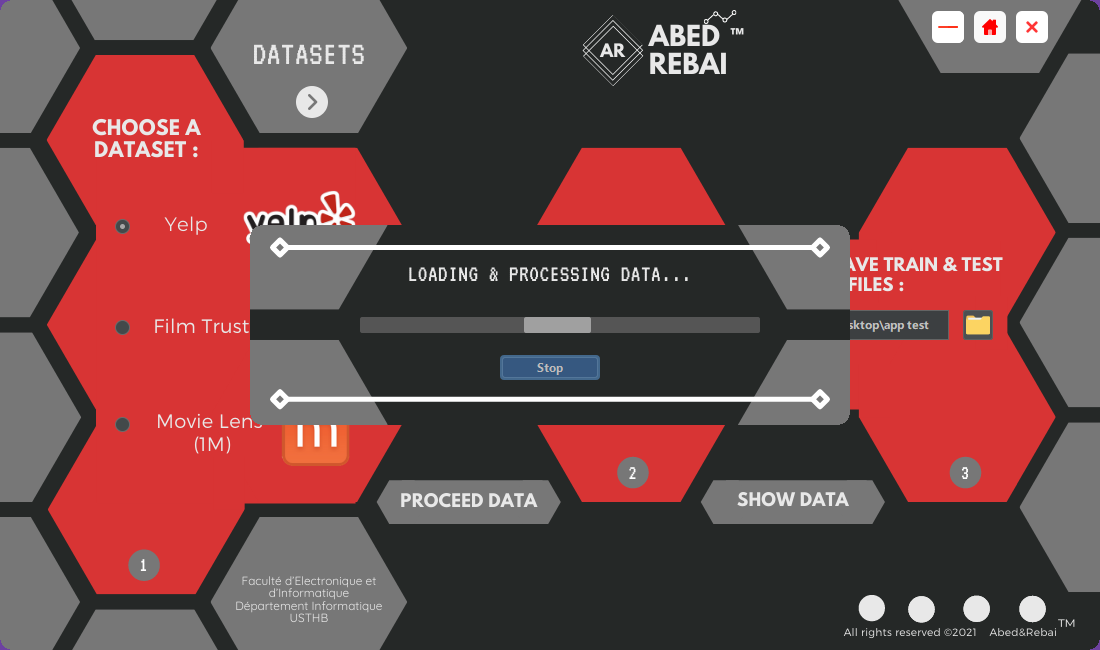 DATASETS
AR
ABED
REBAI
TM
CHOOSE A
DATASET :
Yelp
yelp
Film Trust
Movie Lens
(1M)
m
1
LOADING & PROCESSING DATA...
Stop
AVE TRAIN & TEST
FILES :
sktop\app test
2
3
PROCEED DATA
SHOW DATA
Faculté d'Electronique et
d'Informatique
Département Informatique
USTHB
All rights reserved ©2021 Abed&Rebai TM